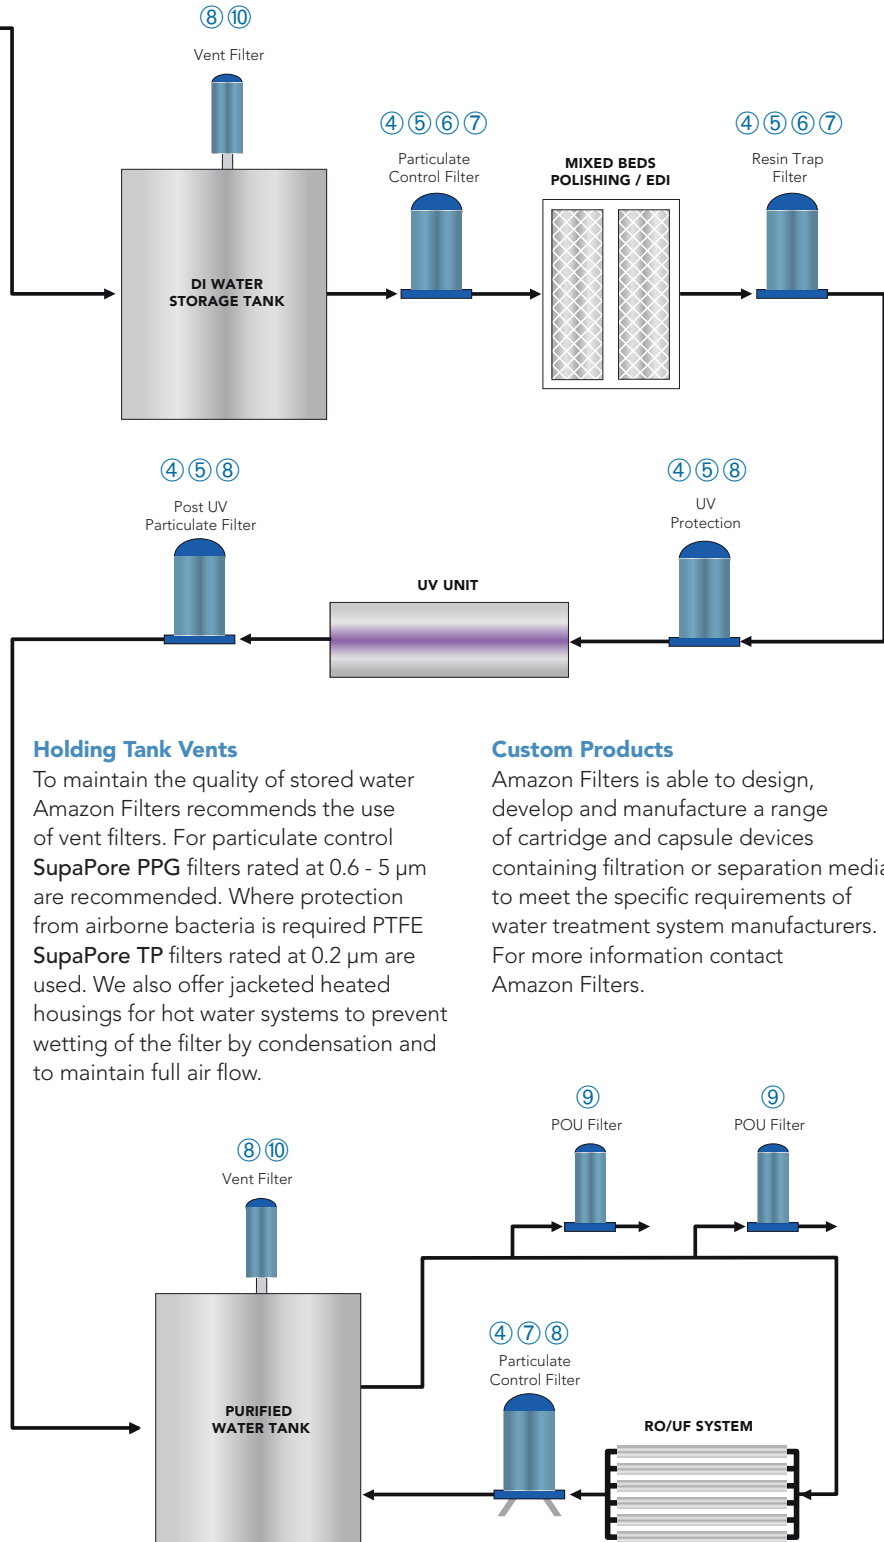 ⑧⑩
Vent Filter
④⑤⑥⑦
Particulate
Control Filter
MIXED BEDS
POLISHING / EDI
④⑤⑥⑦
Resin Trap
Filter
DI WATER
STORAGE TANK
④⑤⑧
Post UV
Particulate Filter
UV UNIT
④⑤⑧
UV
Protection
Holding Tank Vents
To maintain the quality of stored water
Amazon Filters recommends the use
of vent filters. For particulate control
SupaPore PPG filters rated at 0.6 - 5 µm
are recommended. Where protection
from airborne bacteria is required PTFE
SupaPore TP filters rated at 0.2 µm are
used. We also offer jacketed heated
housings for hot water systems to prevent
wetting of the filter by condensation and
to maintain full air flow.
Custom Products
Amazon Filters is able to design,
develop and manufacture a range
of cartridge and capsule devices
containing filtration or separation media
to meet the specific requirements of
water treatment system manufacturers.
For more information contact
Amazon Filters.
⑧⑩
Vent Filter
⑨
POU Filter
⑨
POU Filter
PURIFIED
WATER TANK
④⑦⑧
Particulate
Control Filter
RO/UF SYSTEM